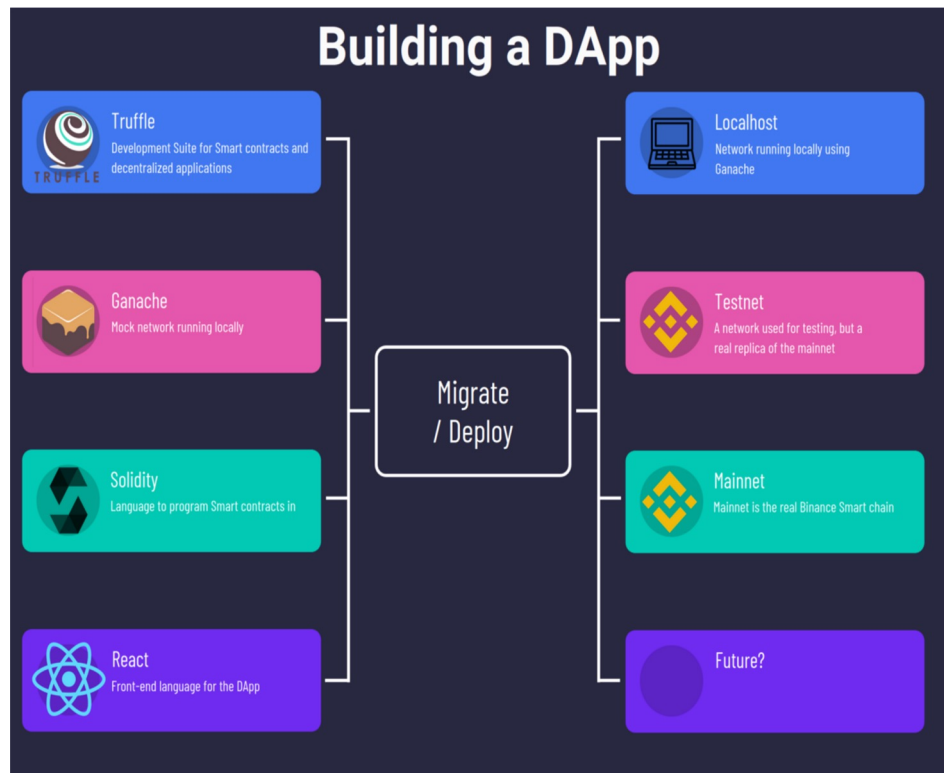 Building a DApp
Truffle
Development Suite for Smart contracts and
decentralized applications
TRUFFLE
Ganache
Mock network running locally
Solidity
Language to program Smart contracts in
React
Front-end language for the DApp
Migrate
/ Deploy
Localhost
Network running locally using
Ganache
Testnet
A network used for testing, but a
real replica of the mainnet
Mainnet
Mainnet is the real Binance Smart chain
Future?